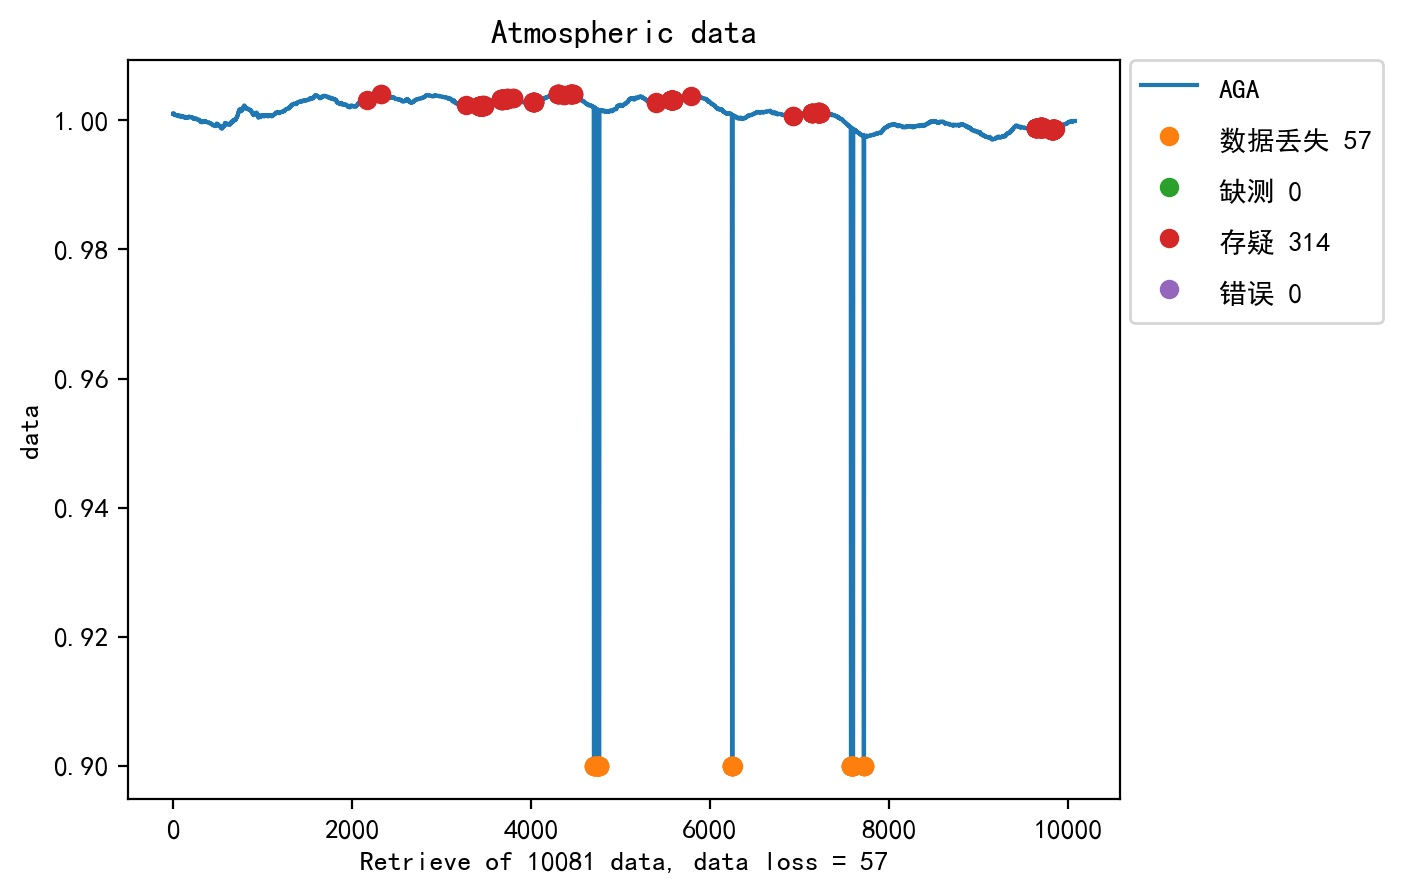 Atmospheric data
AGA
数据丢失 57
缺测 0
存疑 314
错误 0
1.00
0.98
0.96
0.94
0.92
0.90
data
0
2000
4000
6000
8000
10000
Retrieve of 10081 data, data loss = 57